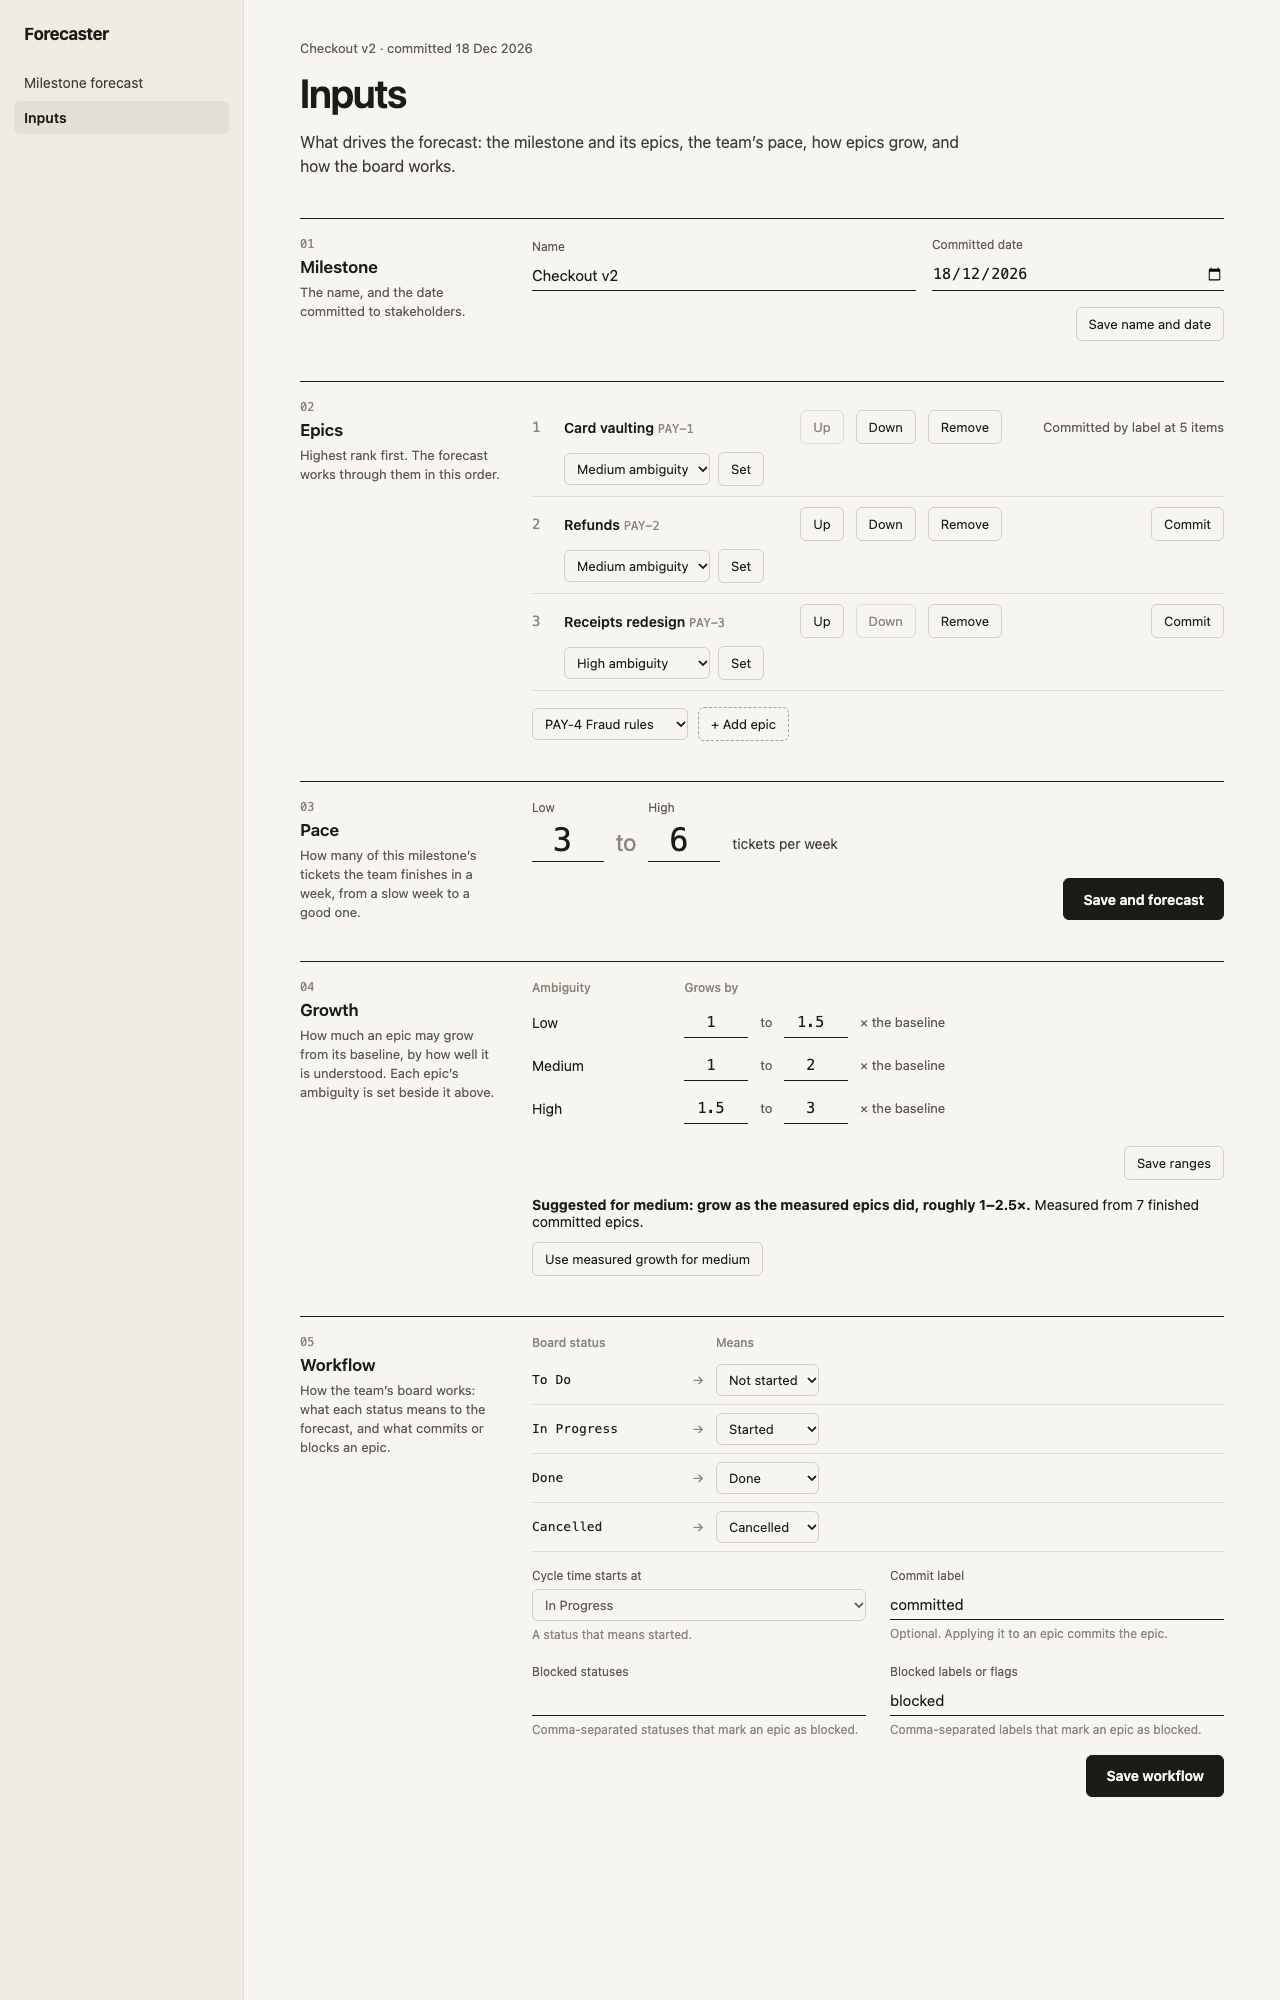 Forecaster
Milestone forecast
Inputs
Checkout v2 · committed 18 Dec 2026
Inputs
What drives the forecast: the milestone and its epics, the team’s pace, how epics grow, and
how the board works.
01
Milestone
The name, and the date
committed to stakeholders.
Name
Checkout v2
Committed date
18/12/2026
Save name and date
02
Epics
Highest rank first. The forecast
works through them in this order.
1 Card vaulting PAY-1 Up Down Remove Committed by label at 5 items
Medium ambiguity Set
2 Refunds PAY-2 Up Down Remove Commit
Medium ambiguity Set
3 Receipts redesign PAY-3 Up Down Remove Commit
High ambiguity Set
PAY-4 Fraud rules + Add epic
03
Pace
How many of this milestone’s
tickets the team finishes in a
week, from a slow week to a
good one.
Low High
3 to 6 tickets per week
Save and forecast
04
Growth
How much an epic may grow
from its baseline, by how well it
is understood. Each epic’s
ambiguity is set beside it above.
Ambiguity Grows by
Low 1 to 1.5 × the baseline
Medium 1 to 2 × the baseline
High 1.5 to 3 × the baseline
Save ranges
Suggested for medium: grow as the measured epics did, roughly 1–2.5×. Measured from 7 finished
committed epics.
Use measured growth for medium
05
Workflow
How the team’s board works:
what each status means to the
forecast, and what commits or
blocks an epic.
Board status Means
To Do → Not started
In Progress → Started
Done → Done
Cancelled → Cancelled
Cycle time starts at
In Progress
A status that means started.
Commit label
committed
Optional. Applying it to an epic commits the epic.
Blocked statuses
Comma-separated statuses that mark an epic as blocked.
Blocked labels or flags
blocked
Comma-separated labels that mark an epic as blocked.
Save workflow